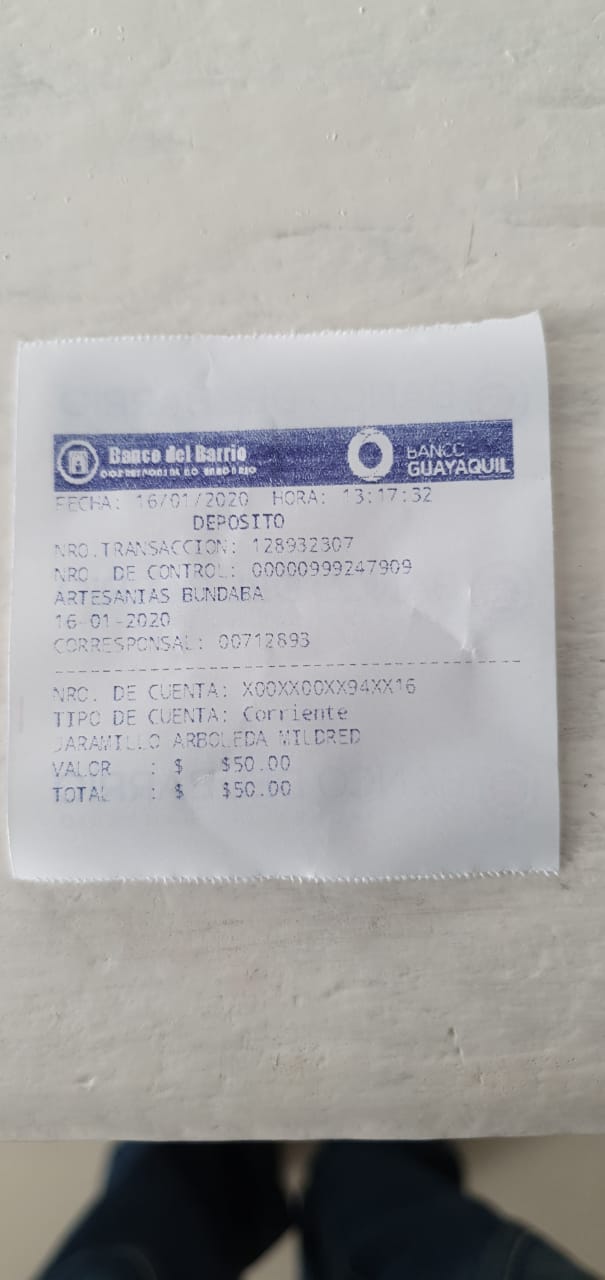 Banco del Barrio
CORRESPONSAL NO BANCARIO
BANCO
GUAYAQUIL
FECHA: 16/01/2020 HORA: 13:17:32
DEPOSITO
NRO.TRANSACCION: 128932307
NRO. DE CONTROL: 00000999247909
ARTESANIAS BUNDABA
16-01-2020
CORRESPONSAL: 00712893
NRO. DE CUENTA: X00XX00XX94XX16
TIPO DE CUENTA: Corriente
JARAMILLO ARBOLEDA MILDRED
VALOR : $ $50.00
TOTAL : $ $50.00